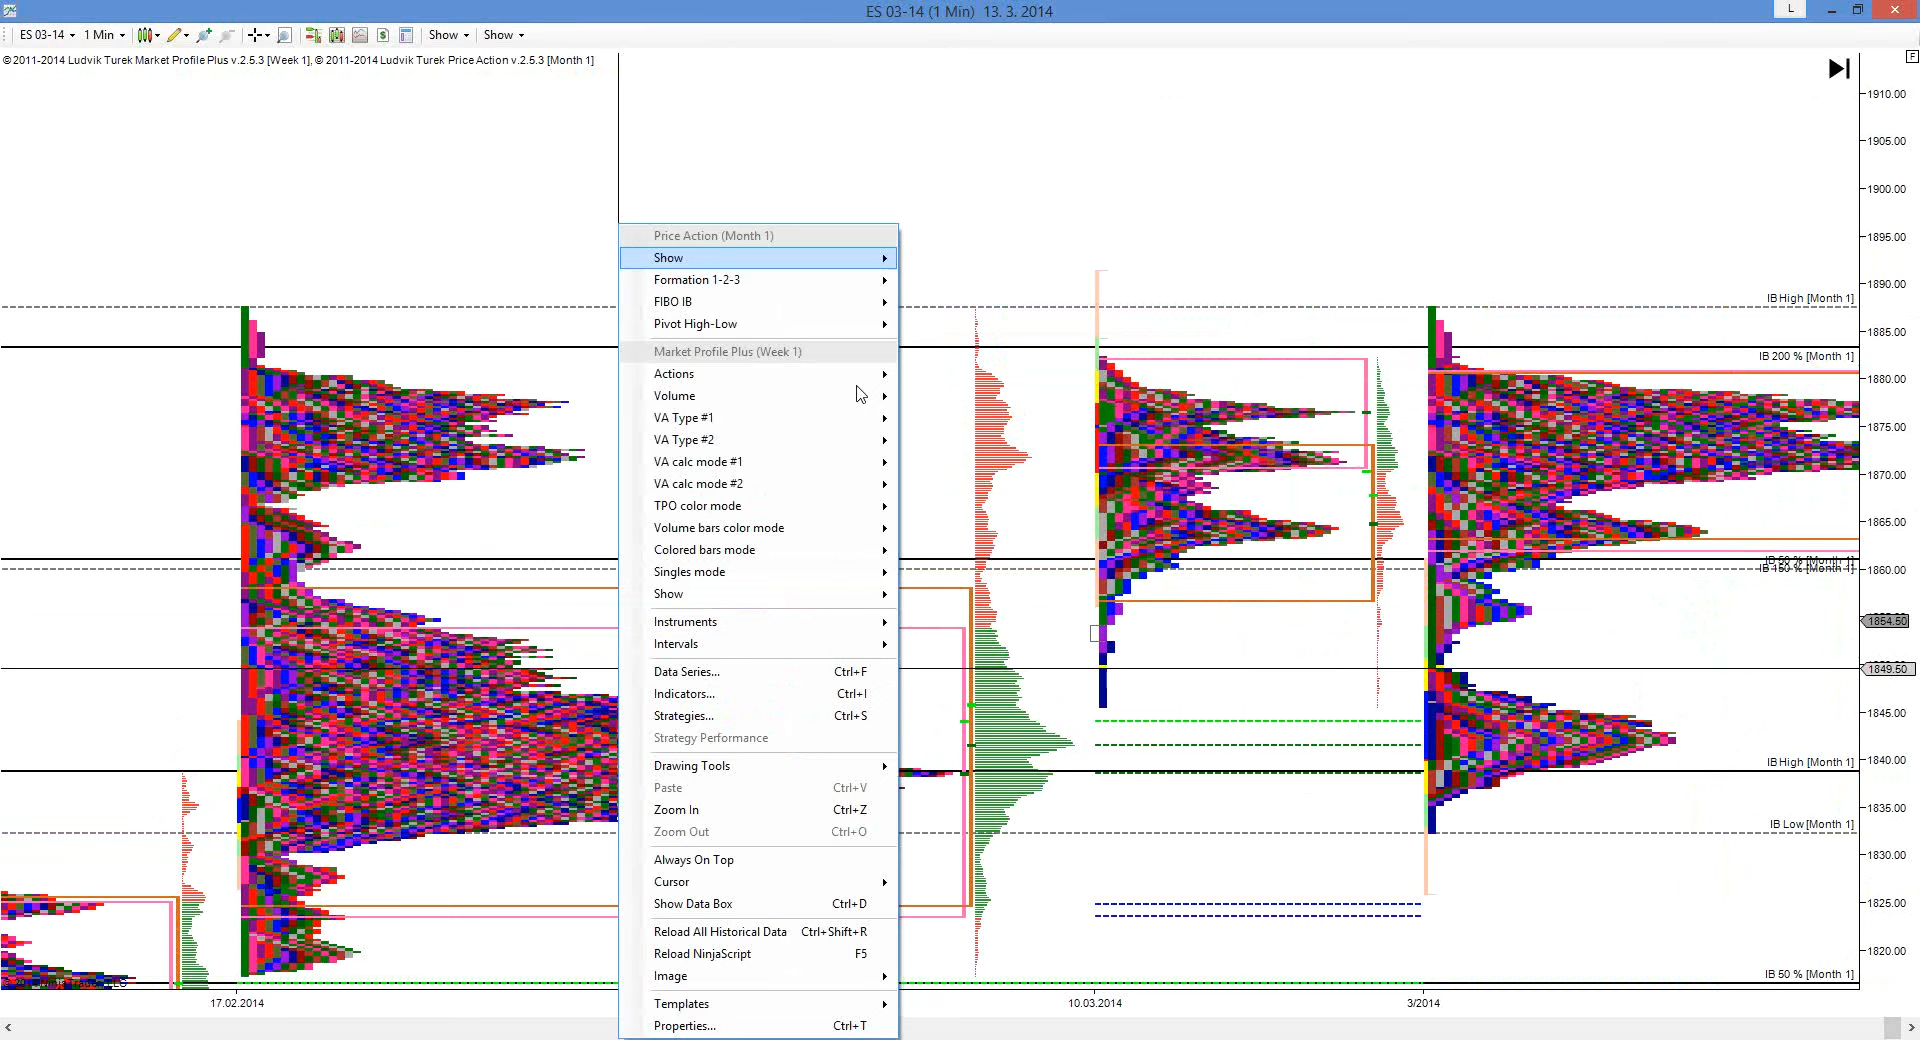 ES 03-14 (1 Min)  13. 3. 2014
L
ES 03-14 1 Min Show Show
©2011-2014 Ludvik Turek Market Profile Plus v.2.5.3 [Week 1], ©2011-2014 Ludvik Turek Price Action v.2.5.3 [Month 1]
F
1910.00
1905.00
1900.00
1895.00
1890.00
1885.00
1880.00
1875.00
1870.00
1865.00
1860.00
1854.50
1849.50
1845.00
1840.00
1835.00
1830.00
1825.00
1820.00
IB High [Month 1]
IB 200 % [Month 1]
IB 50 % [Month 1]
IB 150 % [Month 1]
IB High [Month 1]
IB Low [Month 1]
IB 50 % [Month 1]
Price Action (Month 1)
Show
Formation 1-2-3
FIBO IB
Pivot High-Low
Market Profile Plus (Week 1)
Actions
Volume
VA Type #1
VA Type #2
VA calc mode #1
VA calc mode #2
TPO color mode
Volume bars color mode
Colored bars mode
Singles mode
Show
Instruments
Intervals
Data Series... Ctrl+F
Indicators... Ctrl+I
Strategies... Ctrl+S
Strategy Performance
Drawing Tools
Paste Ctrl+V
Zoom In Ctrl+Z
Zoom Out Ctrl+O
Always On Top
Cursor
Show Data Box Ctrl+D
Reload All Historical Data Ctrl+Shift+R
Reload NinjaScript F5
Image
Templates
Properties... Ctrl+T
17.02.2014
10.03.2014
3/2014